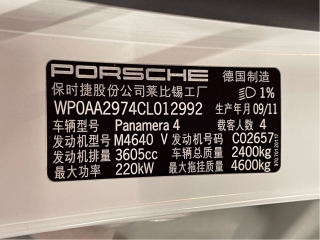 PORSCHE 德国制造
保时捷股份公司莱比锡工厂 1%
WP0AA2974CL012992 生产年月 09/11
车辆型号 Panamera 4 载客人数 4
发动机型号 M4640 V 发动机号码 C02657
发动机排量 3605cc 车辆总质量 2400kg
最大功率 220kW 最大拖挂质量 4600kg